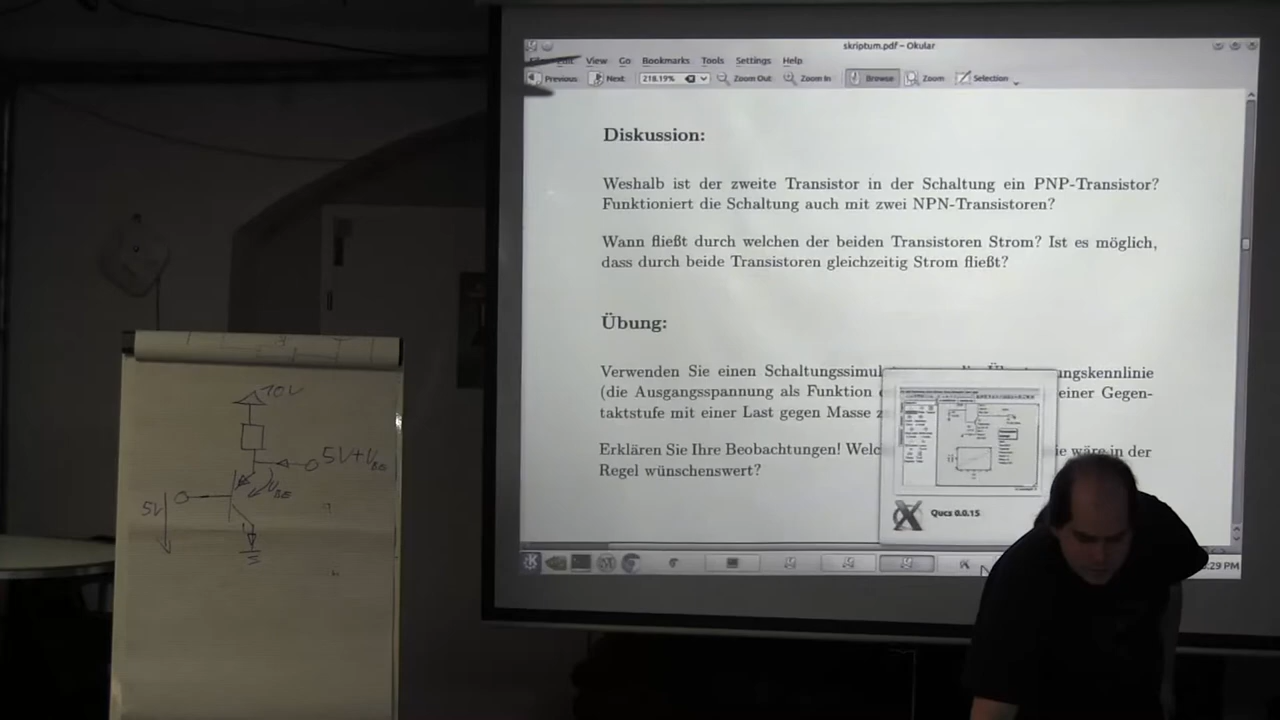 skriptum.pdf – Okular
View Go Bookmarks Tools Settings Help
Previous Next 218.19% Zoom Out Zoom In Browse Zoom Selection
Diskussion:
Weshalb ist der zweite Transistor in der Schaltung ein PNP-Transistor?
Funktioniert die Schaltung auch mit zwei NPN-Transistoren?
Wann fließt durch welchen der beiden Transistoren Strom? Ist es möglich,
dass durch beide Transistoren gleichzeitig Strom fließt?
Übung:
Verwenden Sie einen
(die Ausgangsspannung als Funktion einer Gegen-
taktstufe mit einer Last gegen Masse
Erklären Sie Ihre Beobachtungen! wäre in der
Regel wünschenswert?
Qucs 0.0.15
:29 PM
10V
5V+UBE
UBE
5V